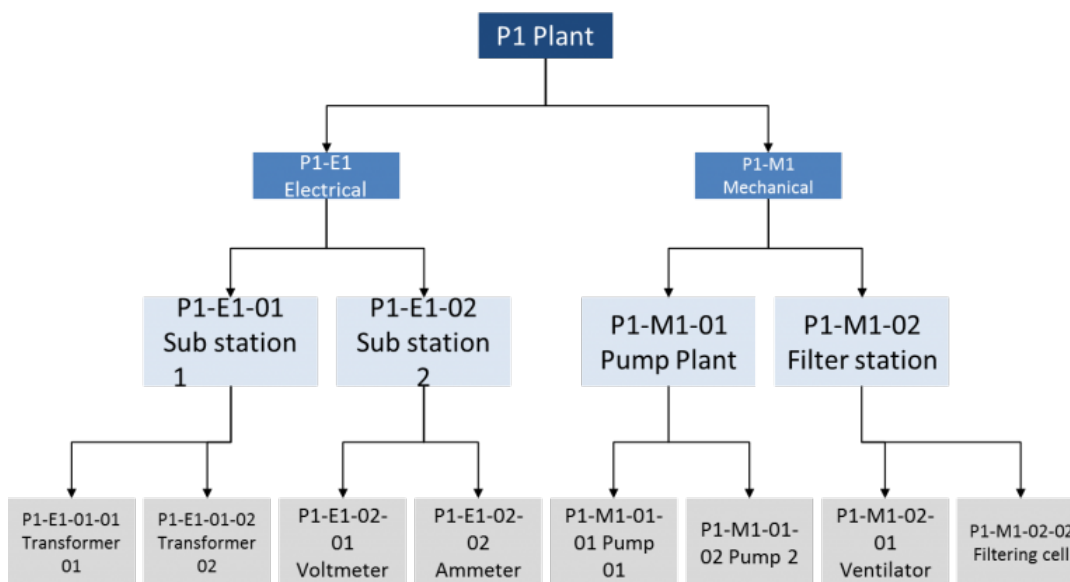 P1 Plant
P1-E1
Electrical
P1-M1
Mechanical
P1-E1-01
Sub station
1
P1-E1-02
Sub station
2
P1-M1-01
Pump Plant
P1-M1-02
Filter station
P1-E1-01-01
Transformer
01
P1-E1-01-02
Transformer
02
P1-E1-02-
01
Voltmeter
P1-E1-02-
02
Ammeter
P1-M1-01-
01 Pump
01
P1-M1-01-
02 Pump 2
P1-M1-02-
01
Ventilator
P1-M1-02-02
Filtering cell